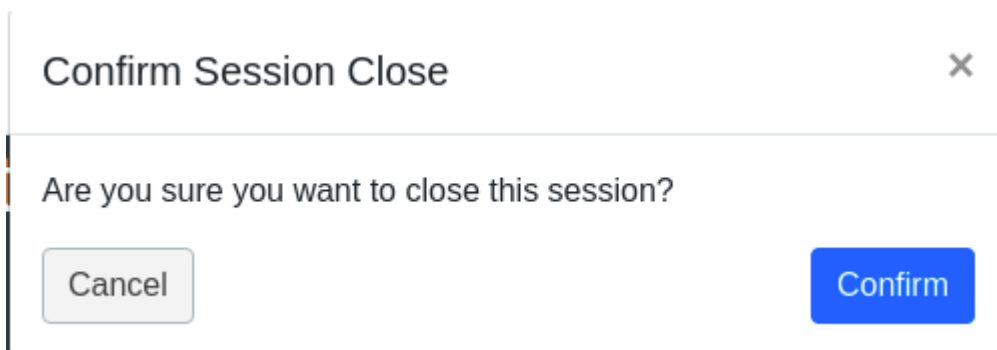 Confirm Session Close ×
Are you sure you want to close this session?
Cancel Confirm